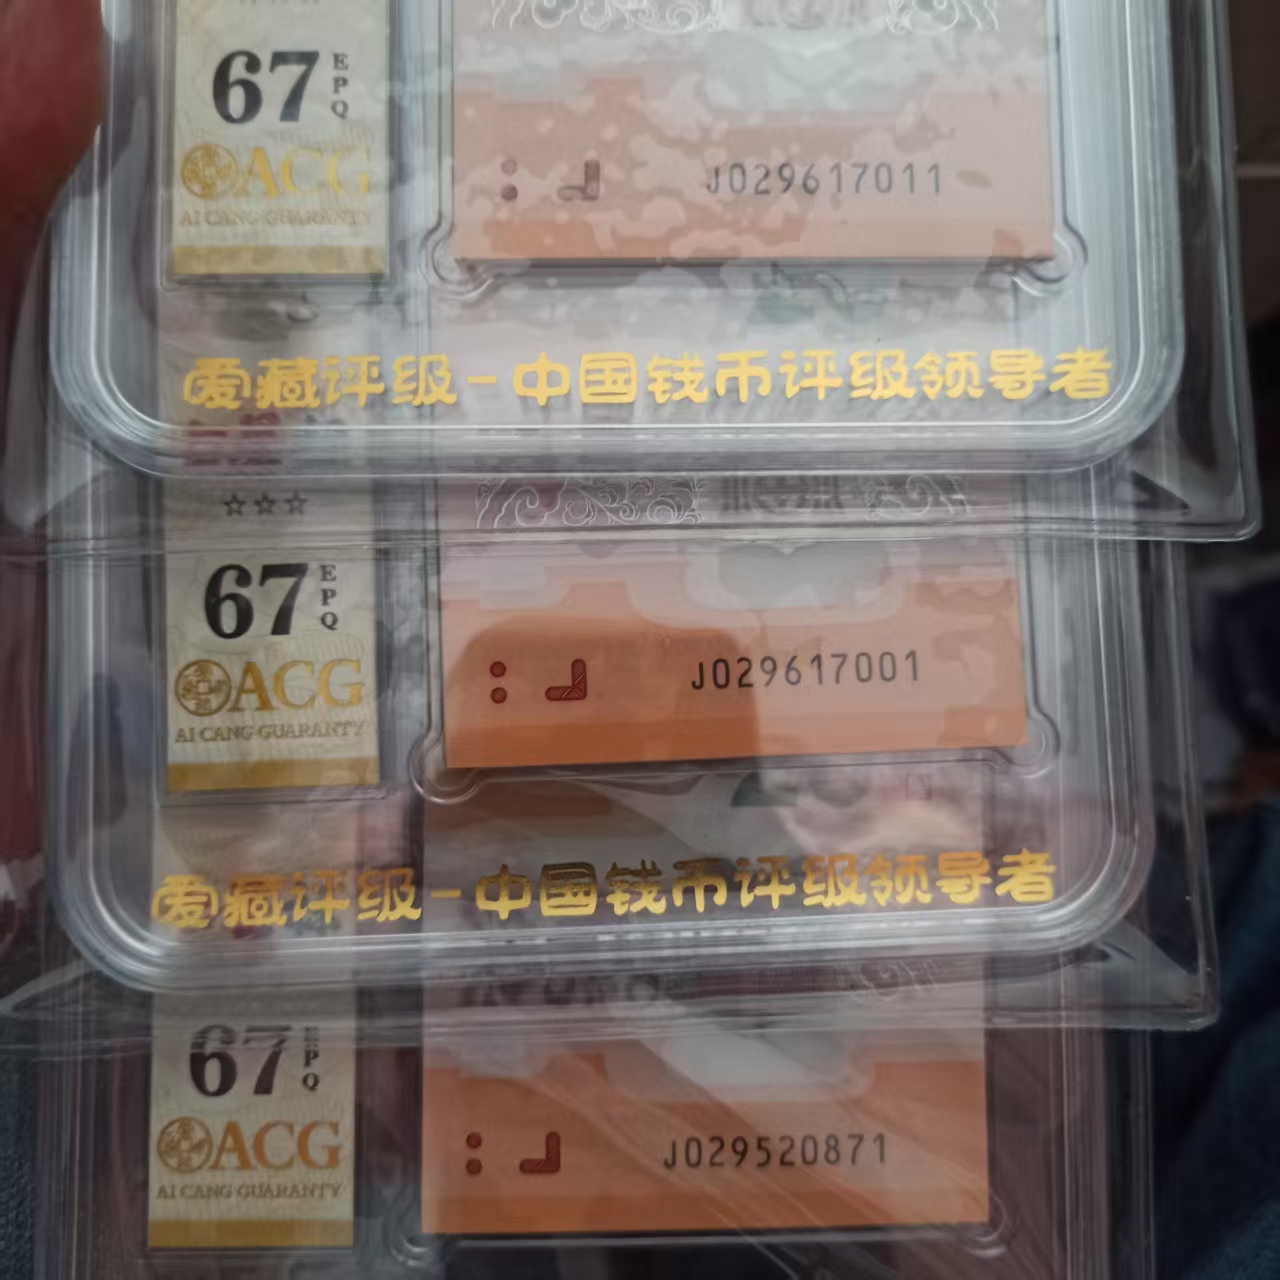 67 EPQ
ACG
AI CANG GUARANTY
J029617011
爱藏评级-中国钱币评级领导者
☆☆☆
67 EPQ
ACG
AI CANG GUARANTY
J029617001
爱藏评级-中国钱币评级领导者
67 EPQ
ACG
AI CANG GUARANTY
J029520871